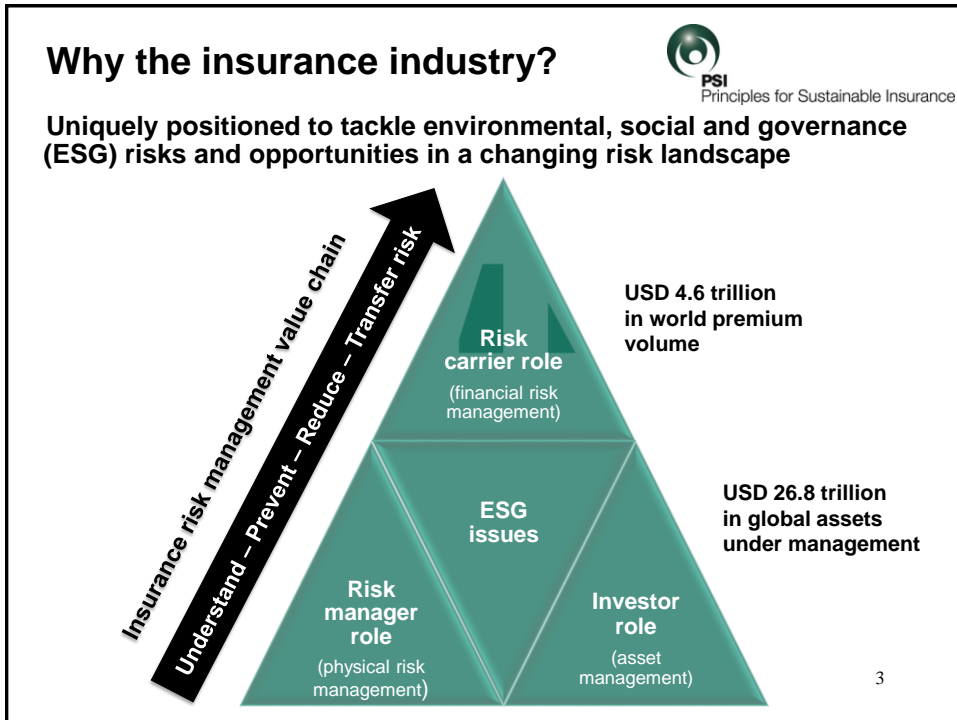 Why the insurance industry?
PSI
Principles for Sustainable Insurance
Uniquely positioned to tackle environmental, social and governance
(ESG) risks and opportunities in a changing risk landscape
Insurance risk management value chain
Understand – Prevent – Reduce – Transfer risk
USD 4.6 trillion
in world premium
volume
Risk
carrier role
(financial risk
management)
USD 26.8 trillion
in global assets
under management
ESG
issues
Risk
manager
role
(physical risk
management)
Investor
role
(asset
management)
3